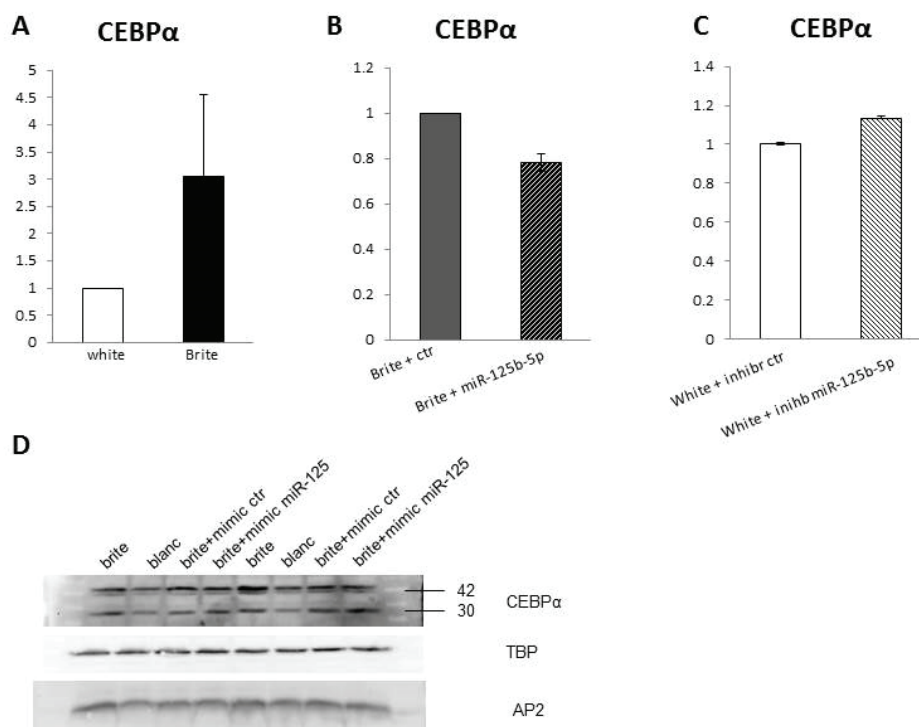 A
CEBPα
5
4.5
4
3.5
3
2.5
2
1.5
1
0.5
0
white
Brite
B
CEBPα
1.2
1
0.8
0.6
0.4
0.2
0
Brite + ctr
Brite + miR-125b-5p
C
CEBPα
1.4
1.2
1
0.8
0.6
0.4
0.2
0
White + inhibr ctr
White + inihb miR-125b-5p
D
brite
blanc
brite+mimic ctr
brite+mimic miR-125
brite
blanc
brite+mimic ctr
brite+mimic miR-125
42
30
CEBPα
TBP
AP2